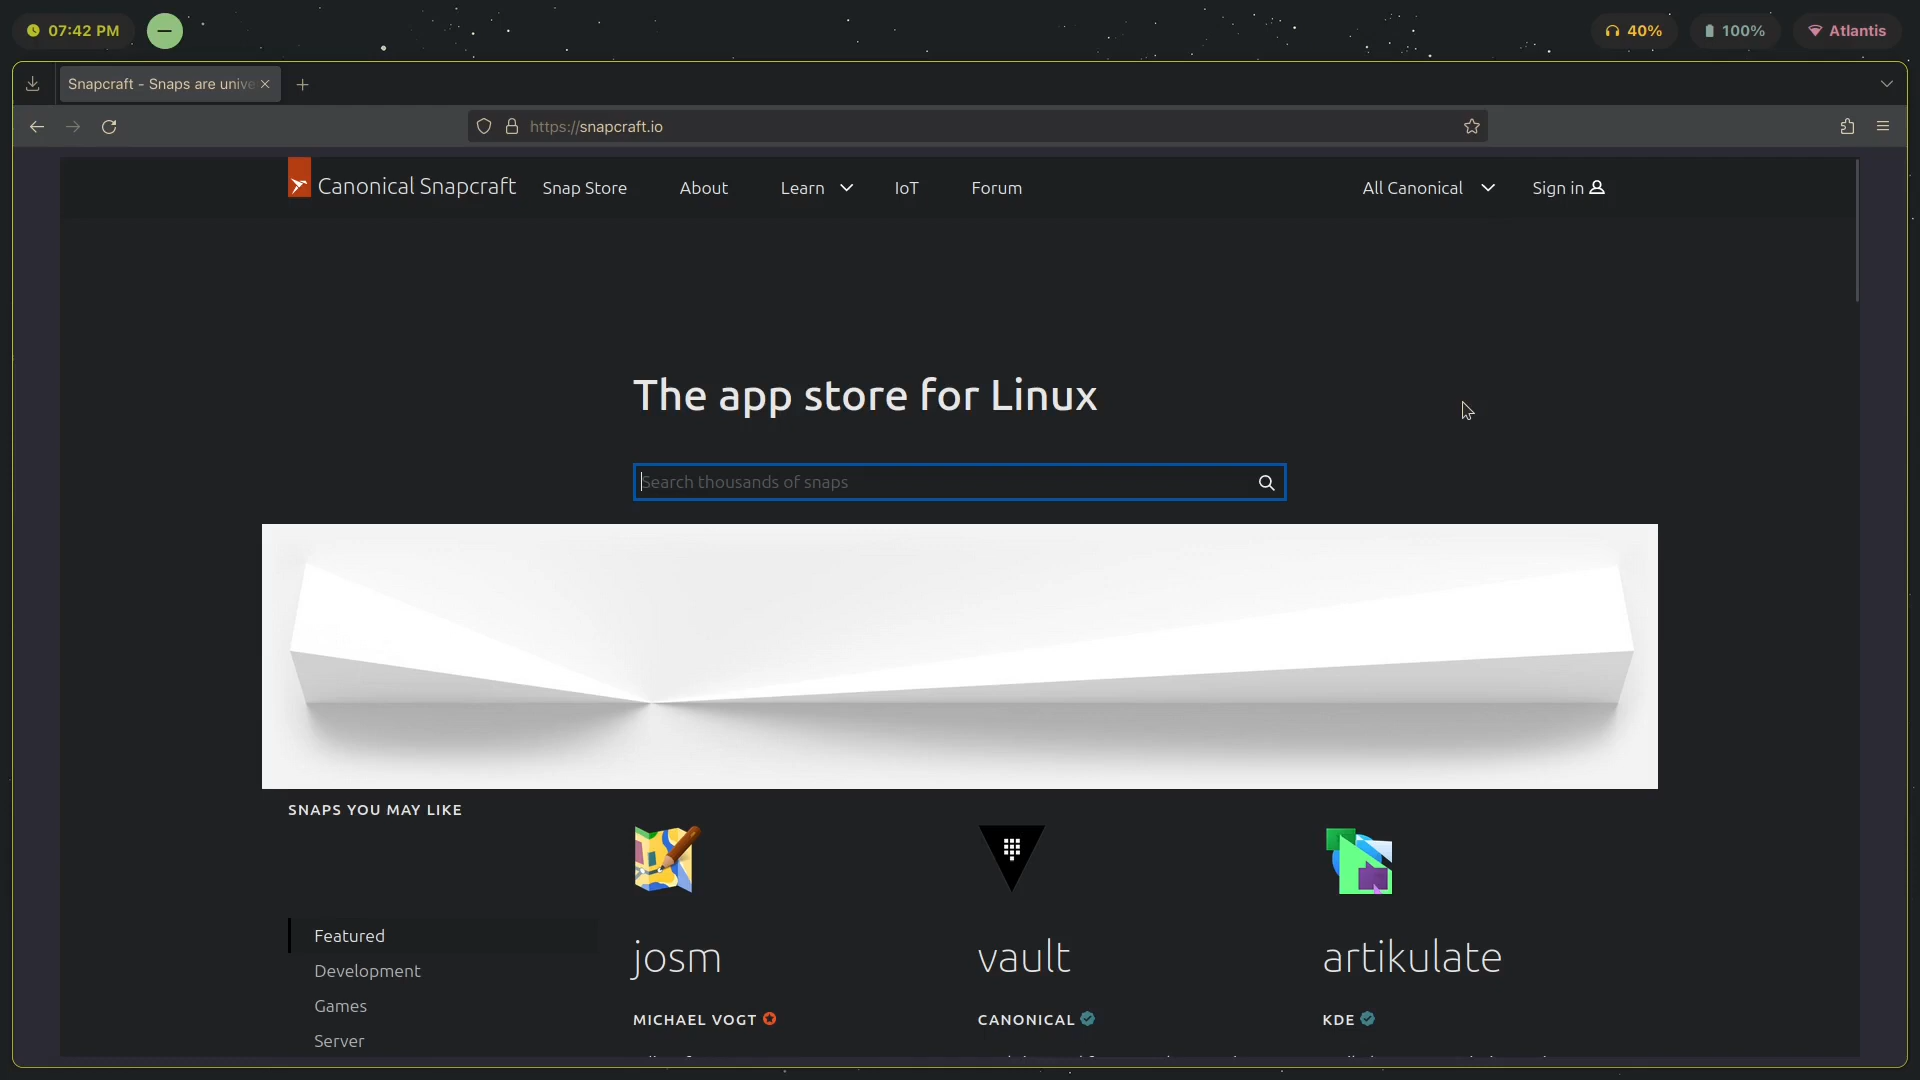 07:42 PM
40%
100%
Atlantis
Snapcraft - Snaps are unive
https://snapcraft.io
Canonical Snapcraft
Snap Store
About
Learn
IoT
Forum
All Canonical
Sign in
The app store for Linux
Search thousands of snaps
SNAPS YOU MAY LIKE
Featured
Development
Games
Server
josm
vault
artikulate
MICHAEL VOGT
CANONICAL
KDE